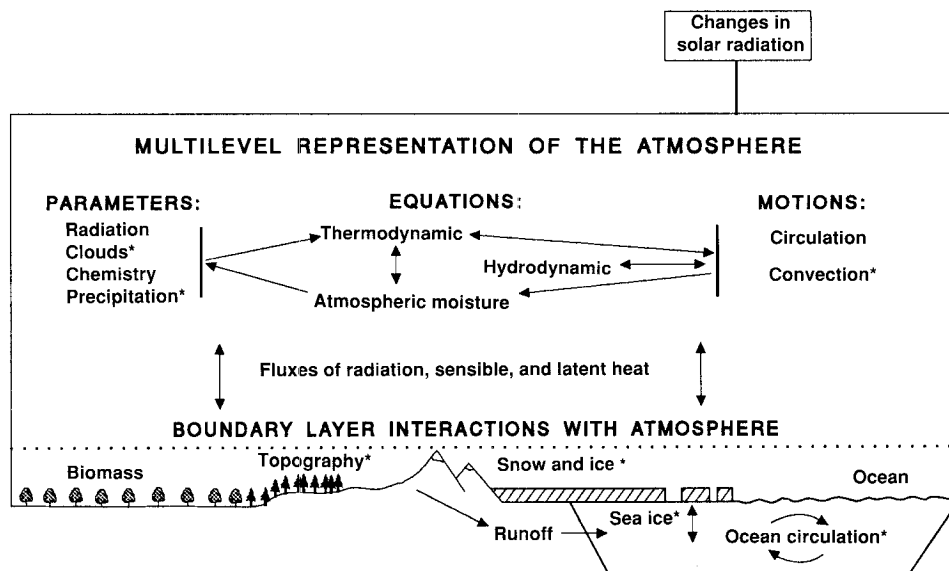 Changes in
solar radiation
MULTILEVEL REPRESENTATION OF THE ATMOSPHERE
PARAMETERS:
Radiation
Clouds*
Chemistry
Precipitation*
EQUATIONS:
Thermodynamic
Hydrodynamic
Atmospheric moisture
MOTIONS:
Circulation
Convection*
Fluxes of radiation, sensible, and latent heat
BOUNDARY LAYER INTERACTIONS WITH ATMOSPHERE
Biomass
Topography*
Snow and ice *
Ocean
Runoff
Sea ice*
Ocean circulation*